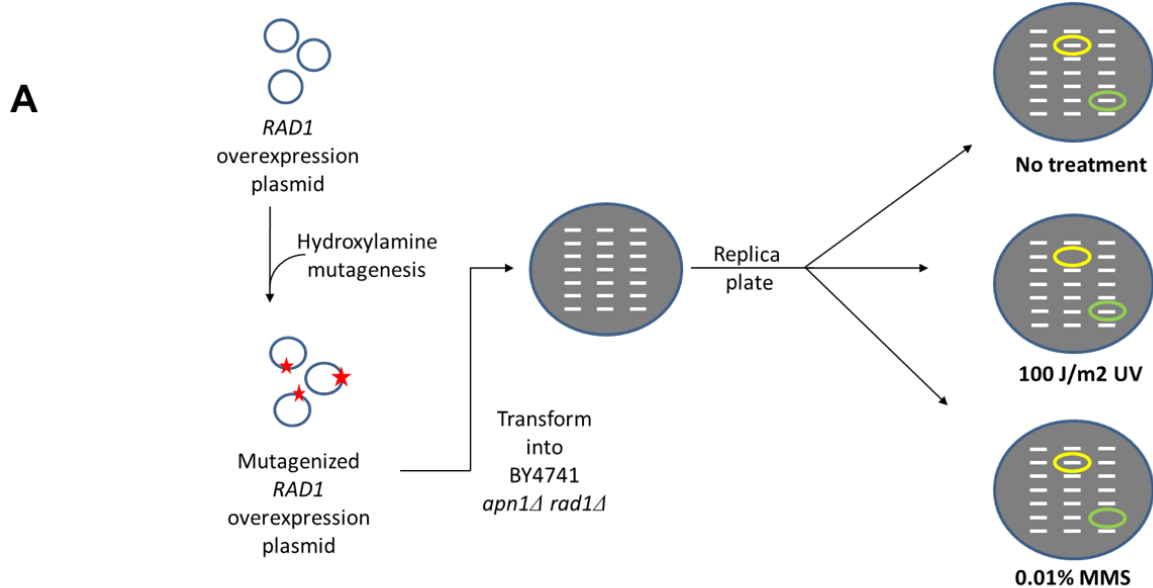 A
RAD1
overexpression
plasmid
Hydroxylamine
mutagenesis
Mutagenized
RAD1
overexpression
plasmid
Transform
into
BY4741
apn1Δ rad1Δ
Replica
plate
No treatment
100 J/m2 UV
0.01% MMS